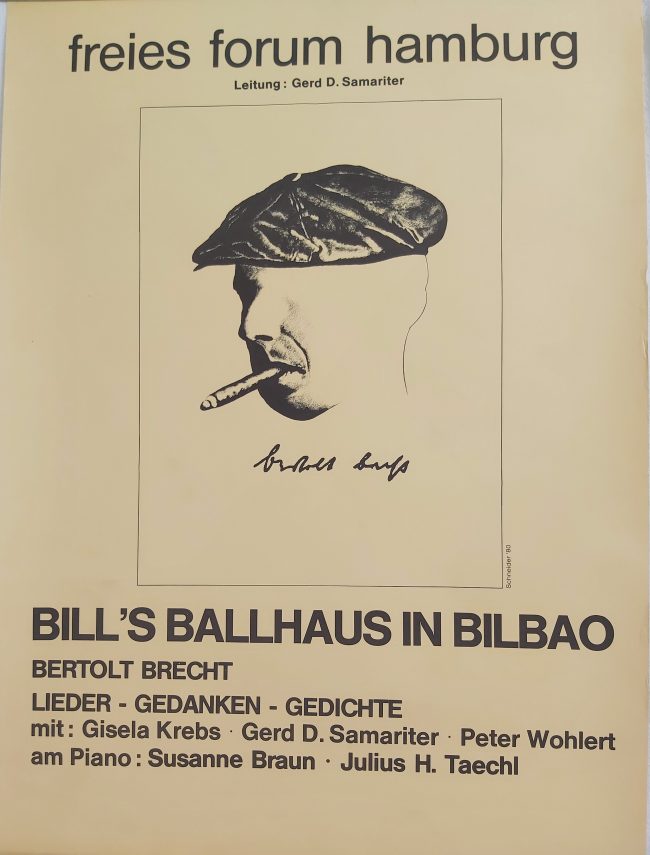 freies forum hamburg
Leitung: Gerd D. Samariter
bertolt brecht
Schneider '80
BILL'S BALLHAUS IN BILBAO
BERTOLT BRECHT
LIEDER - GEDANKEN - GEDICHTE
mit: Gisela Krebs · Gerd D. Samariter · Peter Wohlert
am Piano: Susanne Braun · Julius H. Taechl